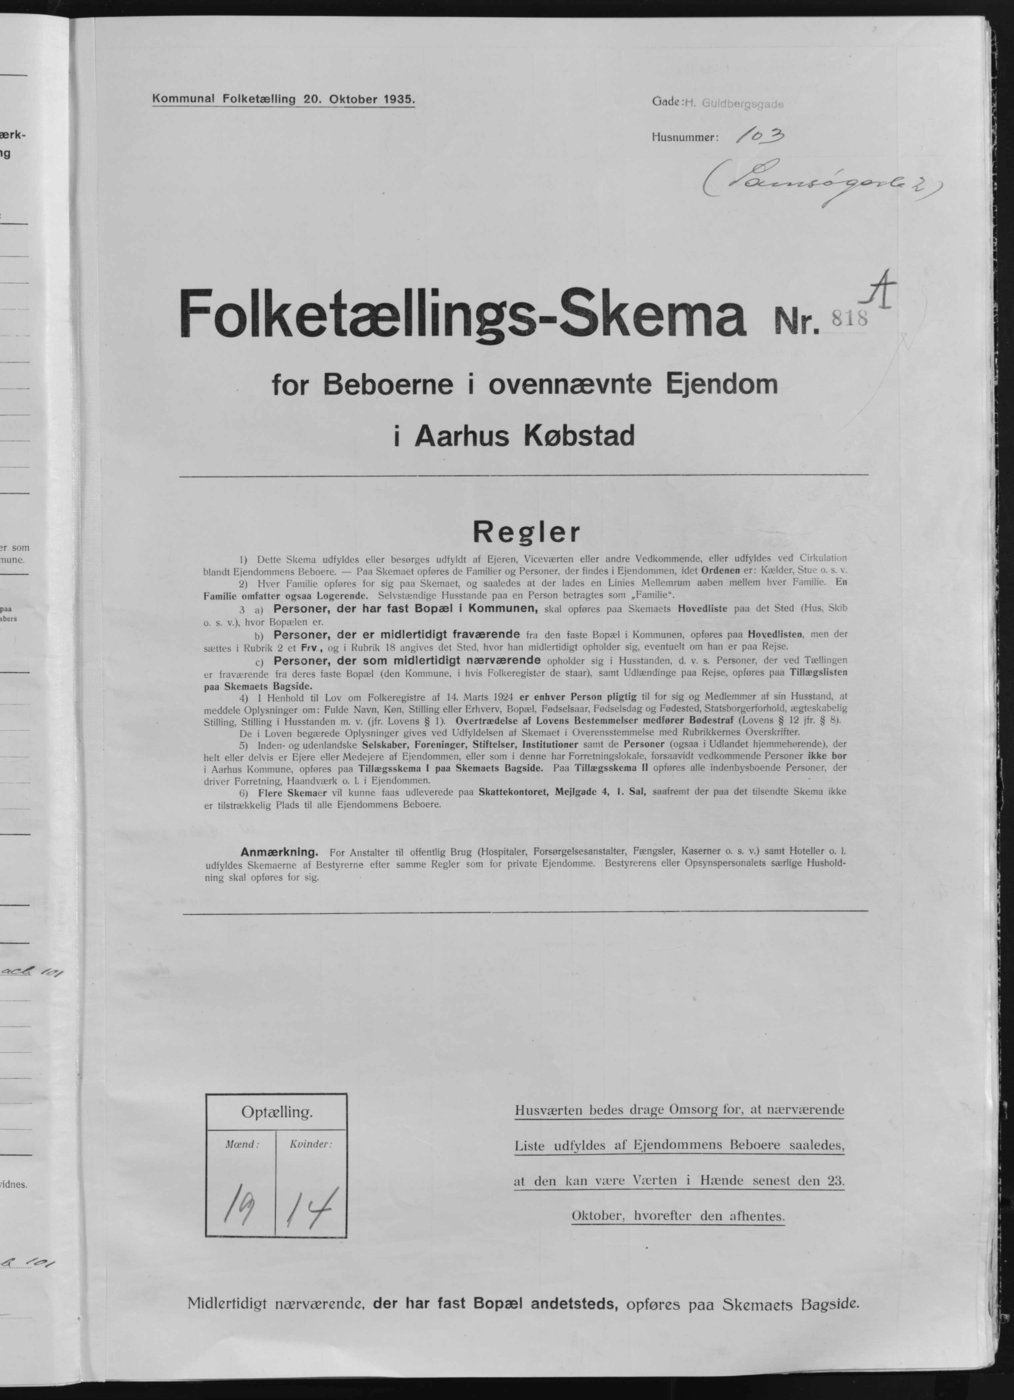 Kommunal Folketælling 20. Oktober 1935.
Gade: H. Guldbergsgade
Husnummer: 103
(Samsøgade 2)
Folketællings-Skema Nr. 818 A
for Beboerne i ovennævnte Ejendom
i Aarhus Købstad
Regler
1) Dette Skema udfyldes eller besørges udfyldt af Ejeren, Viceværten eller andre Vedkommende, eller udfyldes ved Cirkulation
blandt Ejendommens Beboere. — Paa Skemaet opføres de Familier og Personer, der findes i Ejendommen, idet Ordenen er: Kælder, Stue o. s. v.
2) Hver Familie opføres for sig paa Skemaet, og saaledes at der lades en Linies Mellemrum aaben mellem hver Familie. En
Familie omfatter ogsaa Logerende. Selvstændige Husstande paa en Person betragtes som „Familie“.
3 a) Personer, der har fast Bopæl i Kommunen, skal opføres paa Skemaets Hovedliste paa det Sted (Hus, Skib
o. s. v.), hvor Bopælen er.
b) Personer, der er midlertidigt fraværende fra den faste Bopæl i Kommunen, opføres paa Hovedlisten, men der
sættes i Rubrik 2 et Frv., og i Rubrik 18 angives det Sted, hvor han midlertidigt opholder sig, eventuelt om han er paa Rejse.
c) Personer, der som midlertidigt nærværende opholder sig i Husstanden, d. v. s. Personer, der ved Tællingen
er fraværende fra deres faste Bopæl (den Kommune, i hvis Folkeregister de staar), samt Udlændinge paa Rejse, opføres paa Tillægslisten
paa Skemaets Bagside.
4) I Henhold til Lov om Folkeregistre af 14. Marts 1924 er enhver Person pligtig til for sig og Medlemmer af sin Husstand, at
meddele Oplysninger om: Fulde Navn, Køn, Stilling eller Erhverv, Bopæl, Fødselsaar, Fødselsdag og Fødested, Statsborgerforhold, ægteskabelig
Stilling, Stilling i Husstanden m. v. (jfr. Lovens § 1). Overtrædelse af Lovens Bestemmelser medfører Bødestraf (Lovens § 12 jfr. § 8).
De i Loven begærede Oplysninger gives ved Udfyldelsen af Skemaet i Overensstemmelse med Rubrikkernes Overskrifter.
5) Inden- og udenlandske Selskaber, Foreninger, Stiftelser, Institutioner samt de Personer (ogsaa i Udlandet hjemmehørende), der
helt eller delvis er Ejere eller Medejere af Ejendommen, eller som i denne har Forretningslokale, forsaavidt vedkommende Personer ikke bor
i Aarhus Kommune, opføres paa Tillægsskema I paa Skemaets Bagside. Paa Tillægsskema II opføres alle indenbysboende Personer, der
driver Forretning, Haandværk o. l. i Ejendommen.
6) Flere Skemaer vil kunne faas udleverede paa Skattekontoret, Mejlgade 4, 1. Sal, saafremt der paa det tilsendte Skema ikke
er tilstrækkelig Plads til alle Ejendommens Beboere.
Anmærkning. For Anstalter til offentlig Brug (Hospitaler, Forsørgelsesanstalter, Fængsler, Kaserner o. s. v.) samt Hoteller o. l.
udfyldes Skemaerne af Bestyrerne efter samme Regler som for private Ejendomme. Bestyrerens eller Opsynspersonalets særlige Hushold-
ning skal opføres for sig.
Optælling.
Mænd: Kvinder:
19 14
Husværten bedes drage Omsorg for, at nærværende
Liste udfyldes af Ejendommens Beboere saaledes,
at den kan være Værten i Hænde senest den 23.
Oktober, hvorefter den afhentes.
Midlertidigt nærværende, der har fast Bopæl andetsteds, opføres paa Skemaets Bagside.